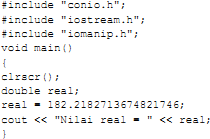 #include "conio.h";
#include "iostream.h";
#include "iomanip.h";
void main()
{
clrscr();
double real;
real = 182.2182713674821746;
cout << "Nilai real = " << real;
}